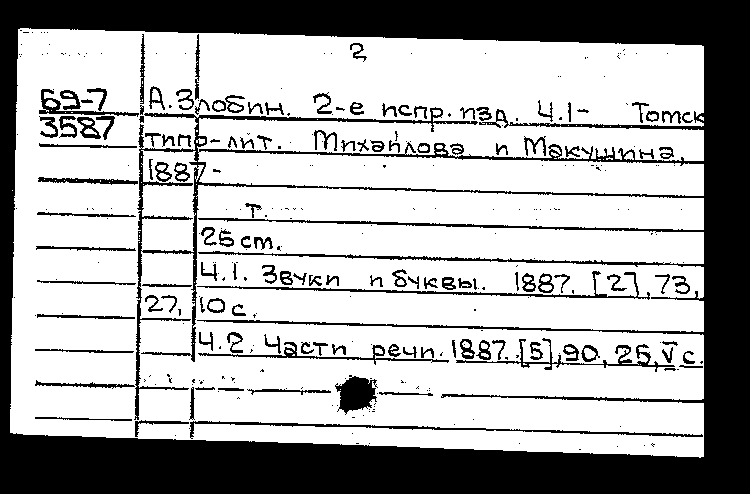 2
69-7 А. Злобин. 2-е испр. изд. Ч.1- Томск
3587 типо-лит. Михайлова и Макушина,
1887-
т.
25 cm.
Ч.1. Звуки и буквы. 1887. [2], 73,
27, 10 с.
Ч.2. Части речи. 1887. [5], 90, 25, V с.